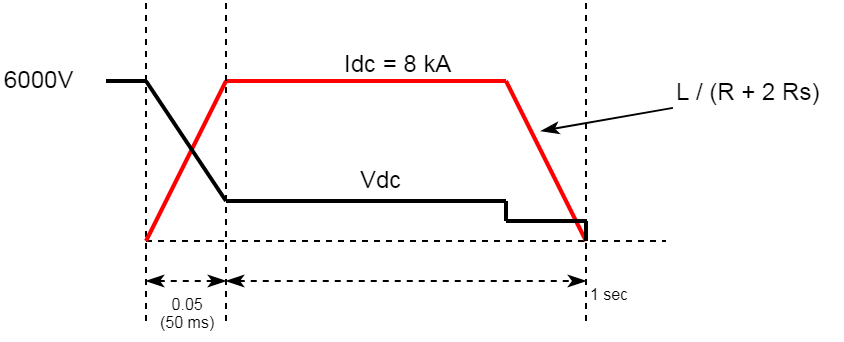 6000V
Idc = 8 kA
L / (R + 2 Rs)
Vdc
0.05
(50 ms)
1 sec